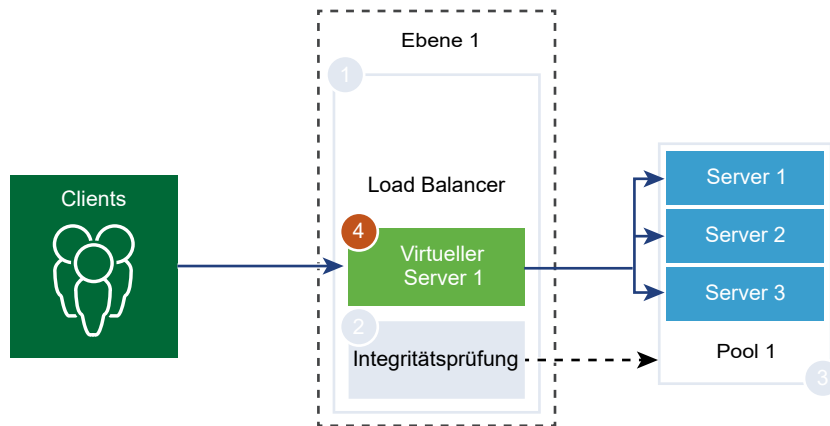 Ebene 1
1
Clients
Load Balancer
4
Virtueller
Server 1
2
Integritätsprüfung
Server 1
Server 2
Server 3
Pool 1
3